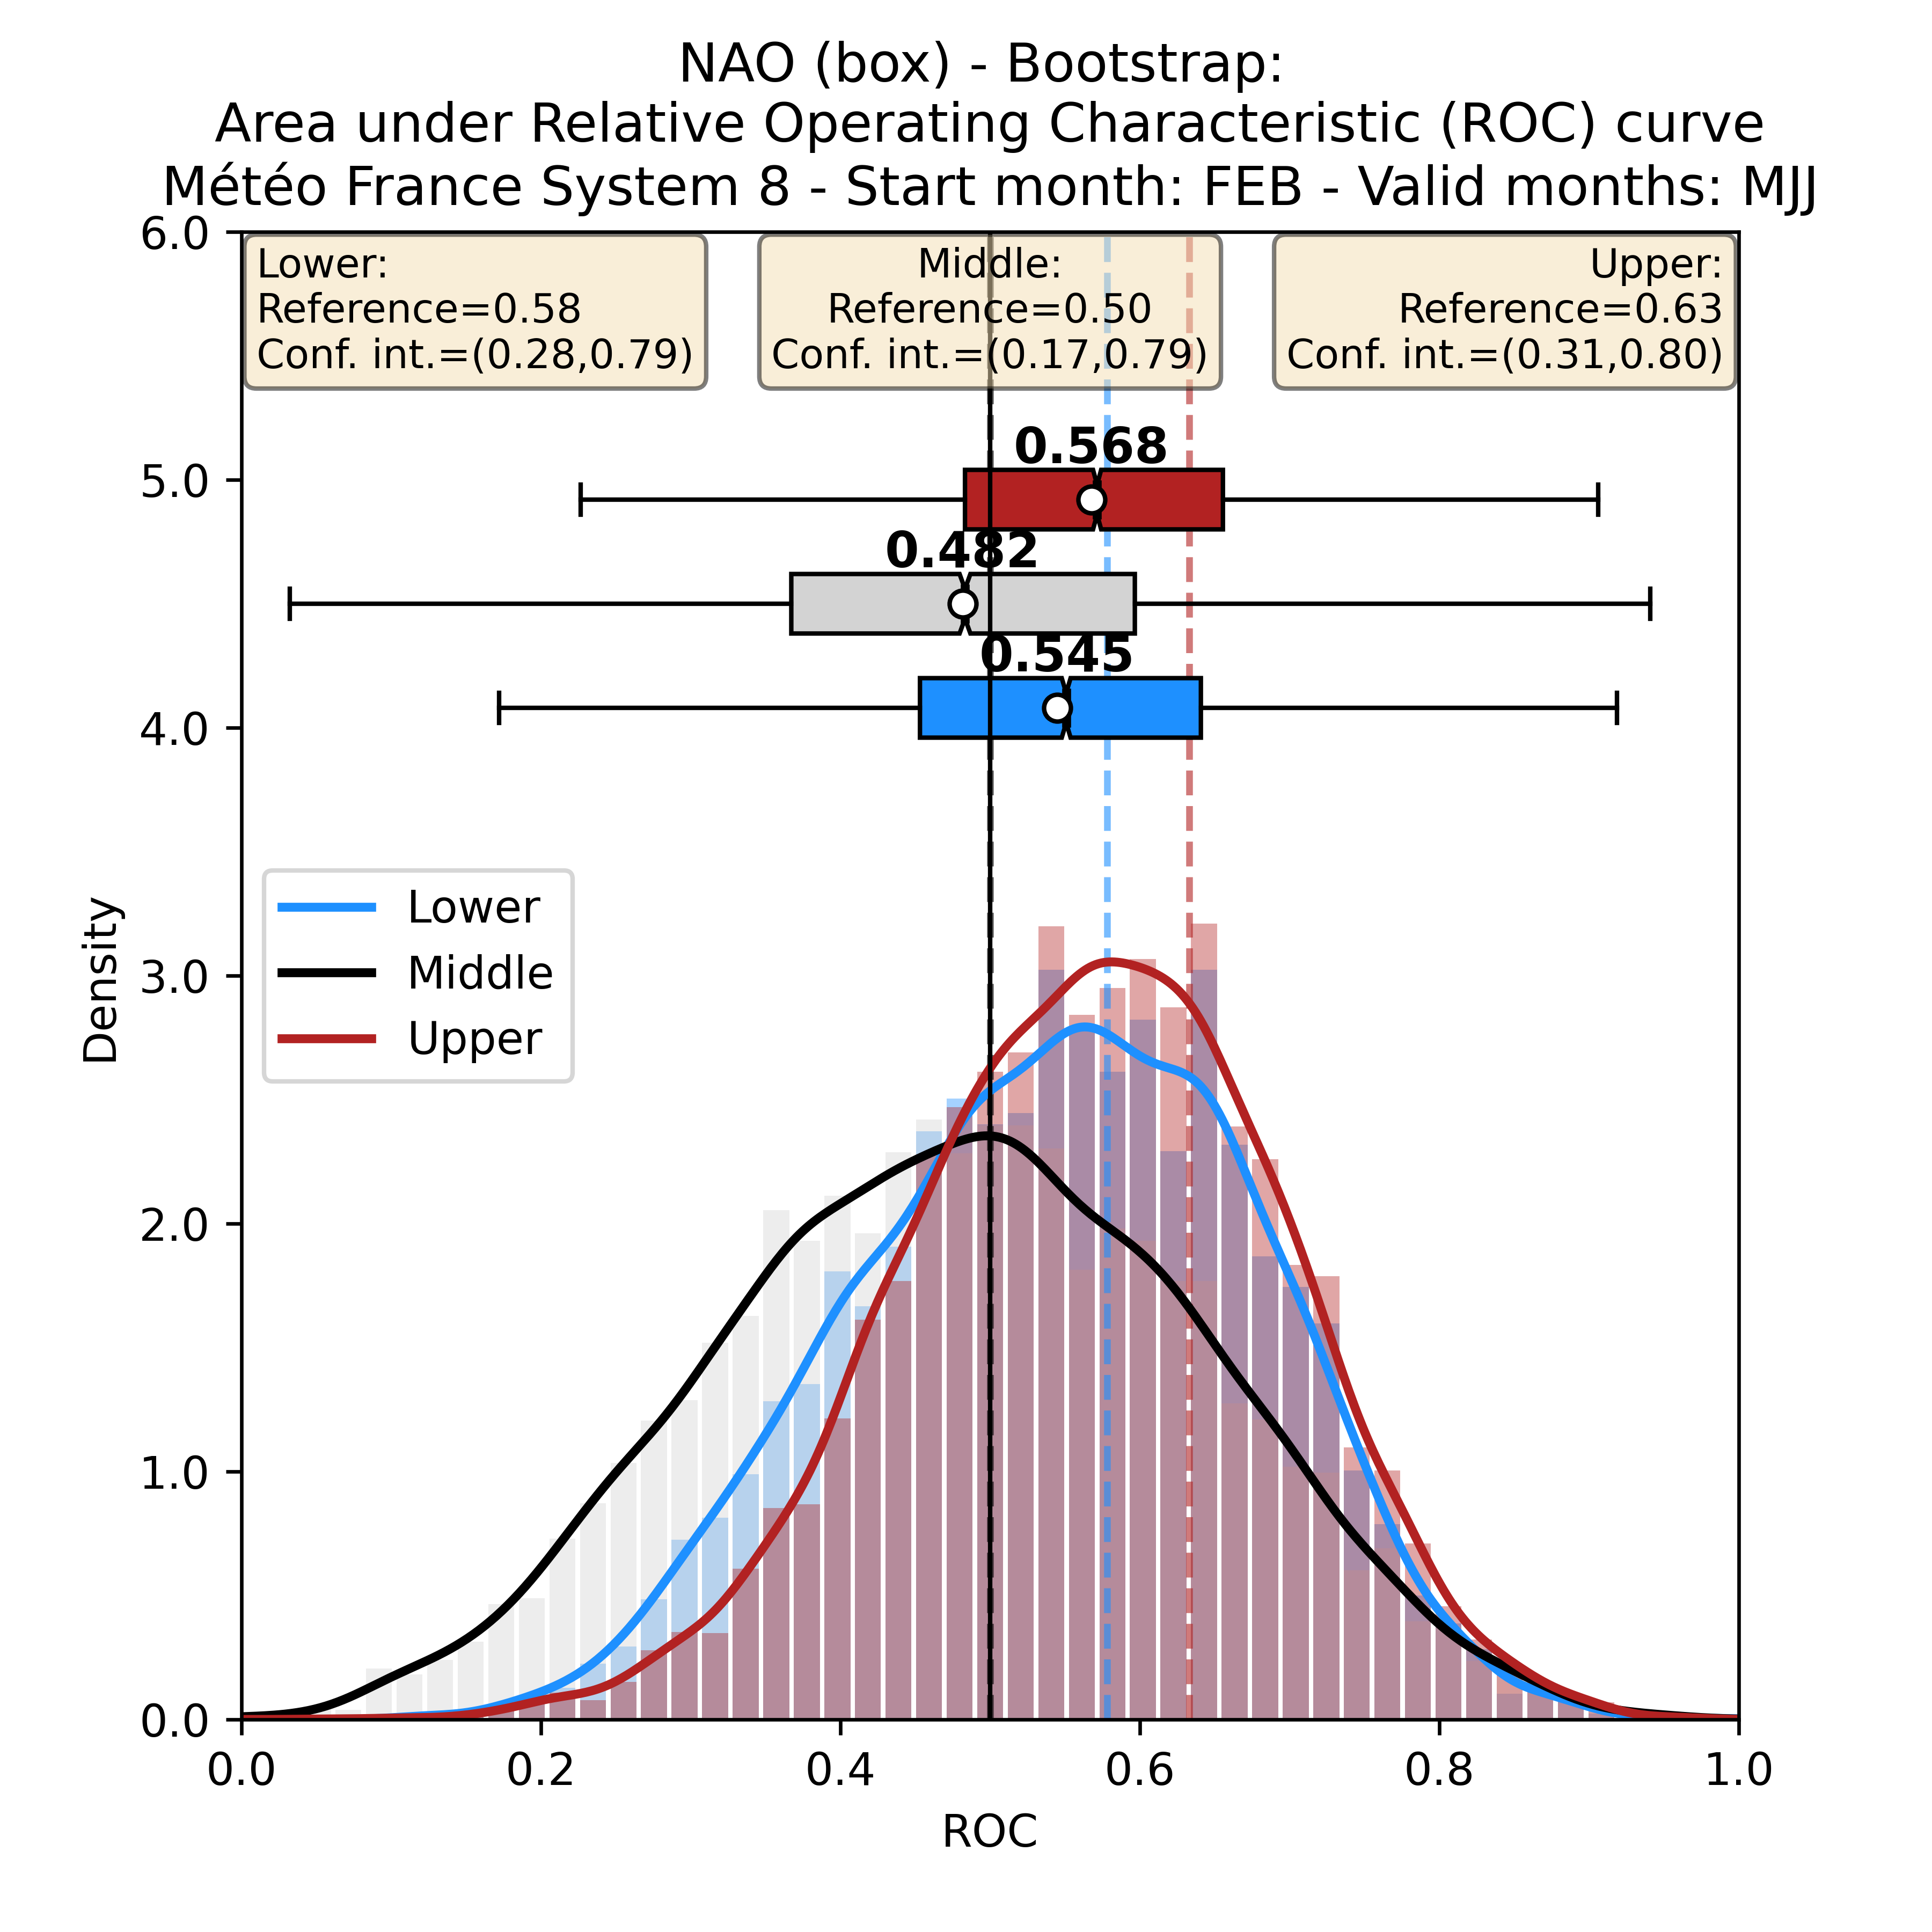 NAO (box) - Bootstrap:
Area under Relative Operating Characteristic (ROC) curve
Météo France System 8 - Start month: FEB - Valid months: MJJ
Lower:
Reference=0.58
Conf. int.=(0.28,0.79)
Middle:
Reference=0.50
Conf. int.=(0.17,0.79)
Upper:
Reference=0.63
Conf. int.=(0.31,0.80)
0.568
0.482
0.545
6.0
5.0
4.0
3.0
2.0
1.0
0.0
Density
Lower
Middle
Upper
0.0
0.2
0.4
0.6
0.8
1.0
ROC